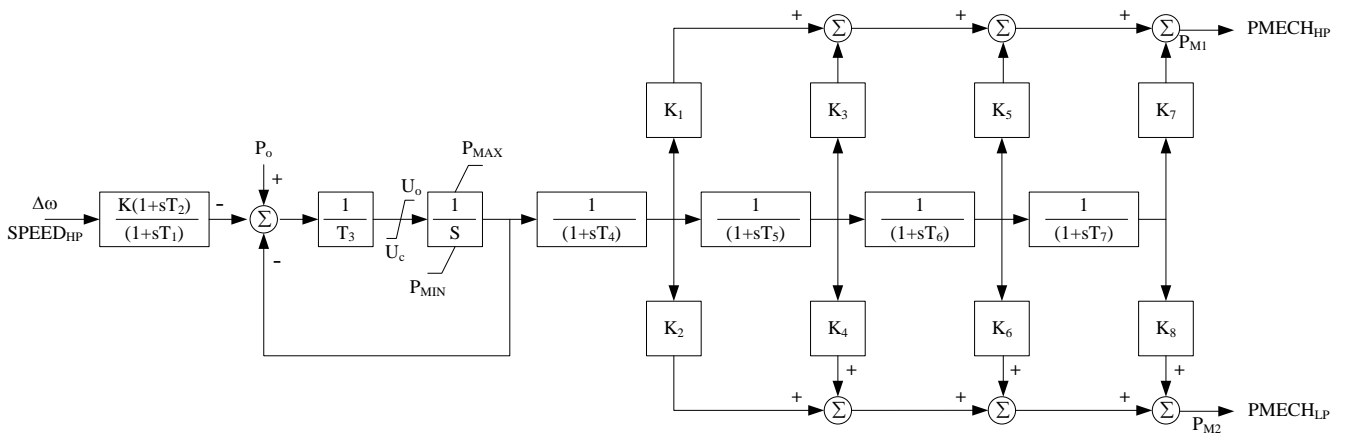 + Σ + Σ + Σ
P_M1 PMECH_HP
K_1 K_3 K_5 K_7
P_o P_MAX
+
Δω
SPEED_HP
K(1+sT_2)
(1+sT_1)
-
Σ
-
1
T_3
U_o
U_c
1
S
P_MIN
1
(1+sT_4)
1
(1+sT_5)
1
(1+sT_6)
1
(1+sT_7)
K_2 K_4 K_6 K_8
+ + +
+ Σ + Σ + Σ
P_M2 PMECH_LP